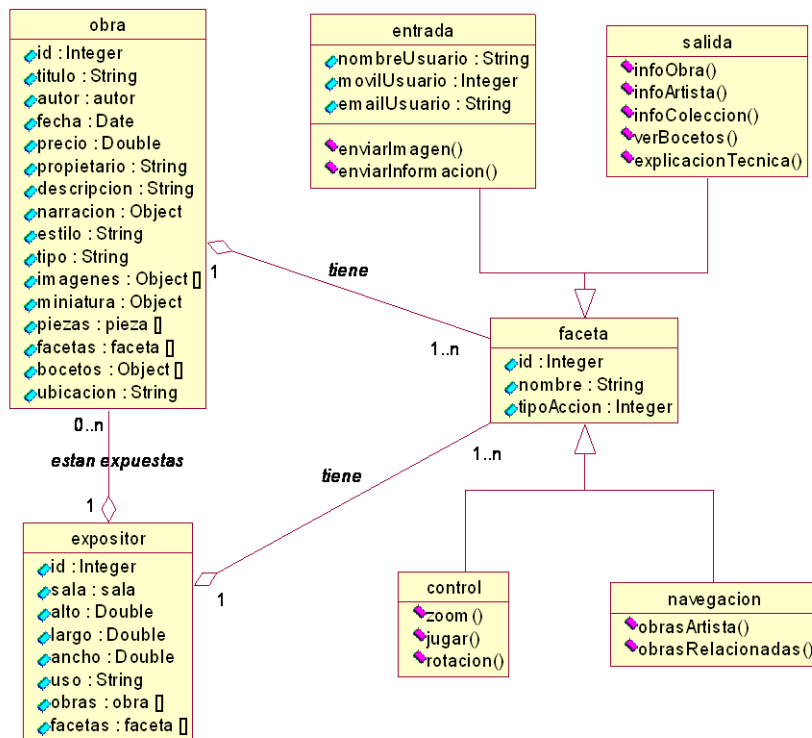 obra
id : Integer
titulo : String
autor : autor
fecha : Date
precio : Double
propietario : String
descripcion : String
narracion : Object
estilo : String
tipo : String
imagenes : Object []
miniatura : Object
piezas : pieza []
facetas : faceta []
bocetos : Object []
ubicacion : String
entrada
nombreUsuario : String
movilUsuario : Integer
emailUsuario : String
enviarImagen()
enviarInformacion()
salida
infoObra()
infoArtista()
infoColeccion()
verBocetos()
explicacionTecnica()
1
tiene
1..n
faceta
id : Integer
nombre : String
tipoAccion : Integer
0..n
estan expuestas
1
tiene
1..n
1
expositor
id : Integer
sala : sala
alto : Double
largo : Double
ancho : Double
uso : String
obras : obra []
facetas : faceta []
control
zoom()
jugar()
rotacion()
navegacion
obrasArtista()
obrasRelacionadas()